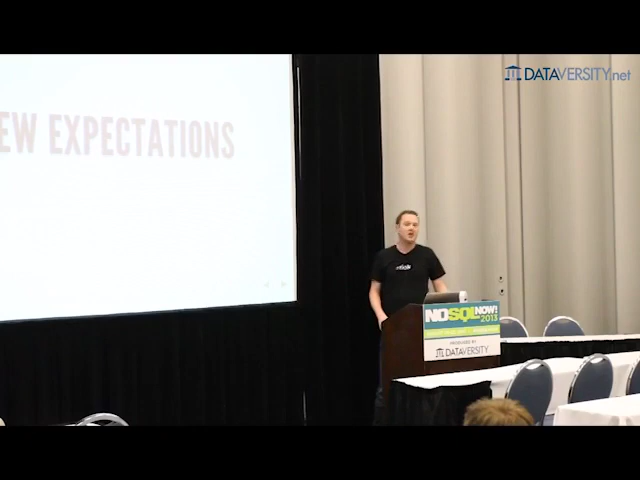 DATAVERSITY.net
EW EXPECTATIONS
NOSQL NOW!
2013
PRODUCED BY
DATAVERSITY